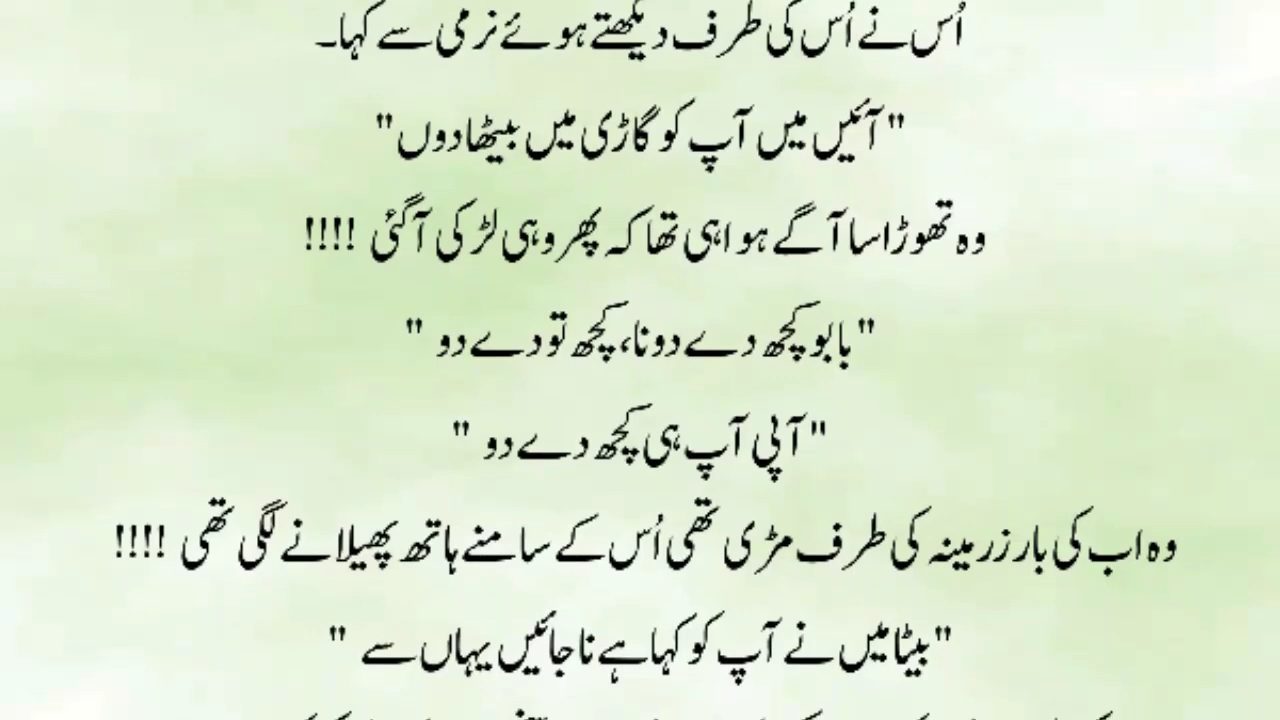 اُس نے اُس کی طرف دیکھتے ہوئے نرمی سے کہا۔
"آئیں میں آپ کو گاڑی میں بیٹھا دوں"
وہ تھوڑا سا آگے ہوا ہی تھا کہ پھر وہی لڑکی آگئی !!!!
"بابو کچھ دے دو نا، کچھ تو دے دو "
"آپی آپ ہی کچھ دے دو "
وہ اب کی بار زرمینہ کی طرف مڑی تھی اُس کے سامنے ہاتھ پھیلانے لگی تھی !!!!
"بیٹا میں نے آپ کو کہا ہے نا جائیں یہاں سے "